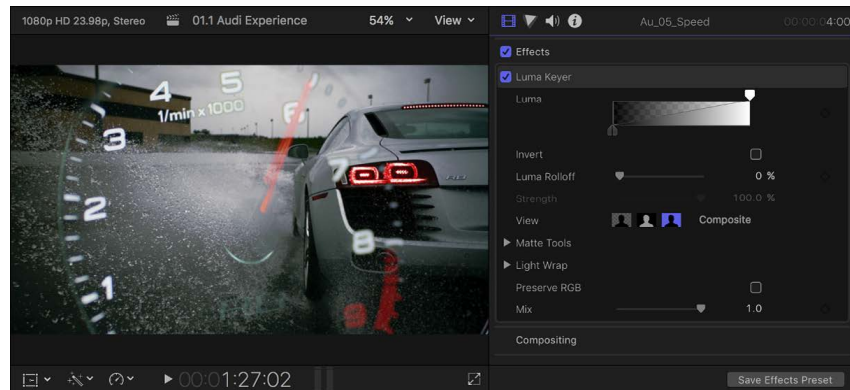 1080p HD 23.98p, Stereo 01.1 Audi Experience 54% View
Au_05_Speed 00:00:04:00
Effects
Luma Keyer
Luma
Invert
Luma Rolloff 0 %
Strength 100.0 %
View Composite
Matte Tools
Light Wrap
Preserve RGB
Mix 1.0
Compositing
Save Effects Preset
1/min x 1000
1
2
3
4
5
6
7
8
00:01:27:02